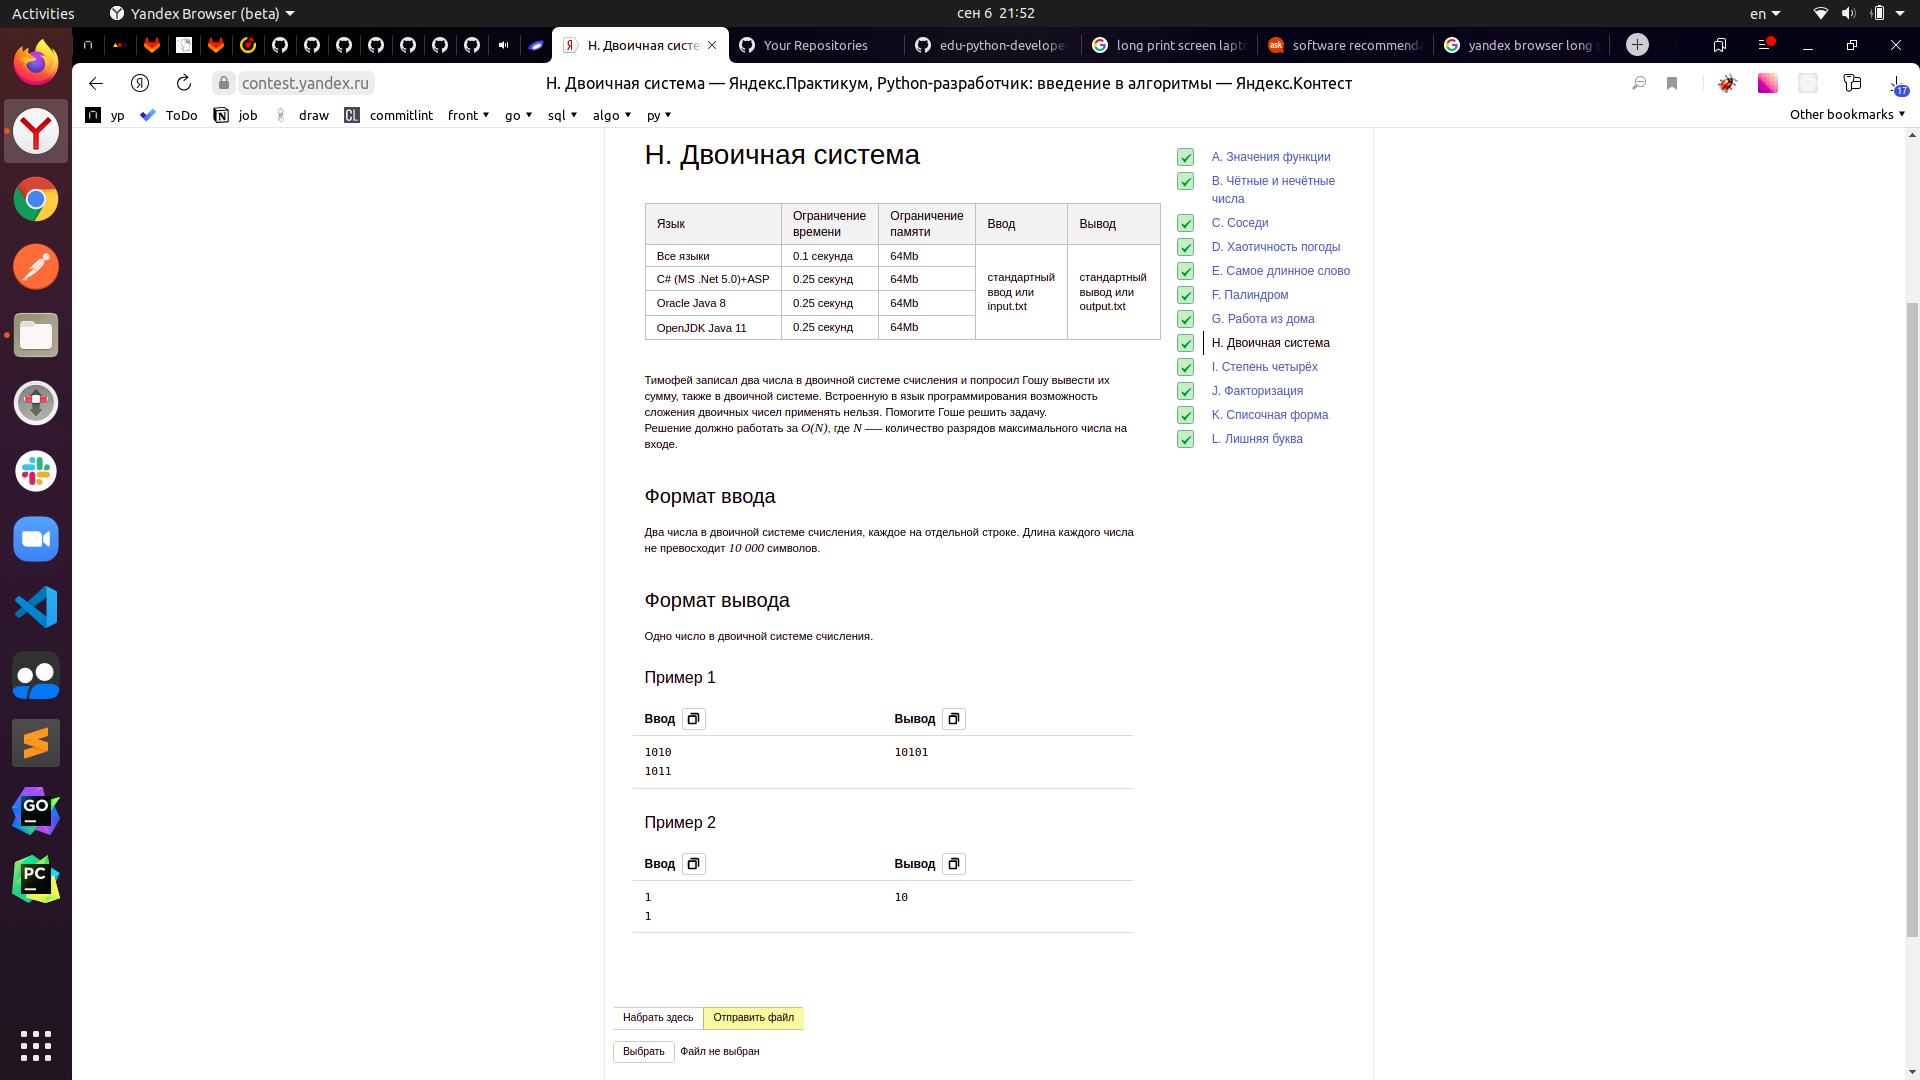 Activities
Yandex Browser (beta)
сен 6 21:52
en
H. Двоичная систе
Your Repositories
edu-python-develope
long print screen lapt
ask
software recommend
yandex browser long s
contest.yandex.ru
H. Двоичная система — Яндекс.Практикум, Python-разработчик: введение в алгоритмы — Яндекс.Контест
17
yp
ToDo
job
draw
CL
commitlint
front
go
sql
algo
py
Other bookmarks
H. Двоичная система
Язык
Ограничение времени
Ограничение памяти
Ввод
Вывод
Все языки
0.1 секунда
64Mb
стандартный ввод или input.txt
стандартный вывод или output.txt
C# (MS .Net 5.0)+ASP
0.25 секунд
64Mb
Oracle Java 8
0.25 секунд
64Mb
OpenJDK Java 11
0.25 секунд
64Mb
Тимофей записал два числа в двоичной системе счисления и попросил Гошу вывести их
сумму, также в двоичной системе. Встроенную в язык программирования возможность
сложения двоичных чисел применять нельзя. Помогите Гоше решить задачу.
Решение должно работать за O(N), где N –— количество разрядов максимального числа на
входе.
Формат ввода
Два числа в двоичной системе счисления, каждое на отдельной строке. Длина каждого числа
не превосходит 10 000 символов.
Формат вывода
Одно число в двоичной системе счисления.
Пример 1
Ввод
Вывод
1010
10101
1011
Пример 2
Ввод
Вывод
1
10
1
Набрать здесь
Отправить файл
Выбрать
Файл не выбран
A. Значения функции
B. Чётные и нечётные
числа
C. Соседи
D. Хаотичность погоды
E. Самое длинное слово
F. Палиндром
G. Работа из дома
H. Двоичная система
I. Степень четырёх
J. Факторизация
K. Списочная форма
L. Лишняя буква
GO
PC